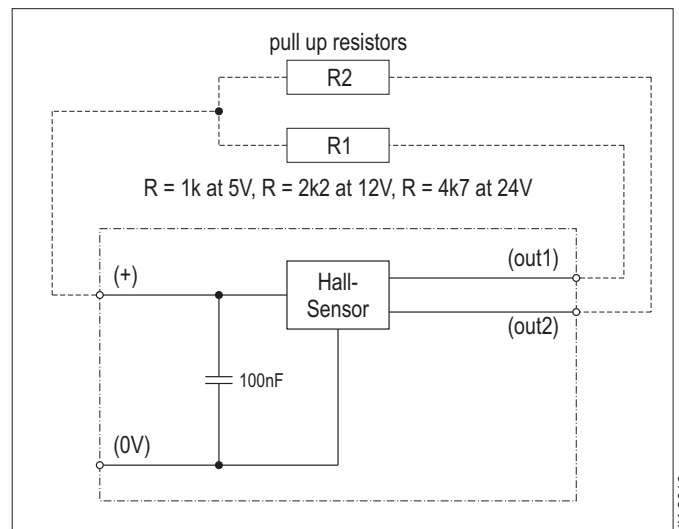 pull up resistors
R2
R1
R = 1k at 5V, R = 2k2 at 12V, R = 4k7 at 24V
(+)
Hall-
Sensor
(out1)
(out2)
100nF
(0V)